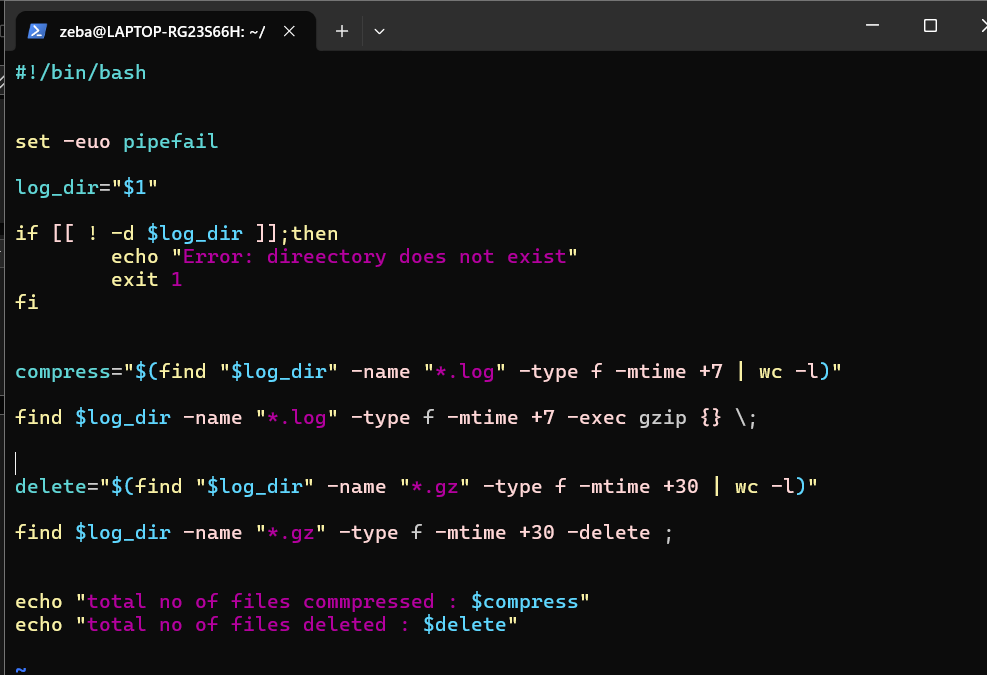 zeba@LAPTOP-RG23S66H: ~/
#!/bin/bash
set -euo pipefail
log_dir="$1"
if [[ ! -d $log_dir ]];then
echo "Error: direectory does not exist"
exit 1
fi
compress="$(find "$log_dir" -name "*.log" -type f -mtime +7 | wc -l)"
find $log_dir -name "*.log" -type f -mtime +7 -exec gzip {} \;
delete="$(find "$log_dir" -name "*.gz" -type f -mtime +30 | wc -l)"
find $log_dir -name "*.gz" -type f -mtime +30 -delete ;
echo "total no of files commpressed : $compress"
echo "total no of files deleted : $delete"
~